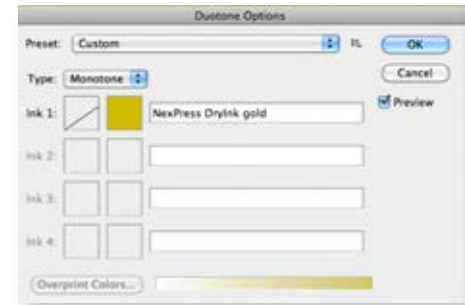 Duotone Options
Preset: Custom
OK
Type: Monotone
Cancel
Preview
Ink 1: NexPress DryInk gold
Ink 2:
Ink 3:
Ink 4:
Overprint Colors...